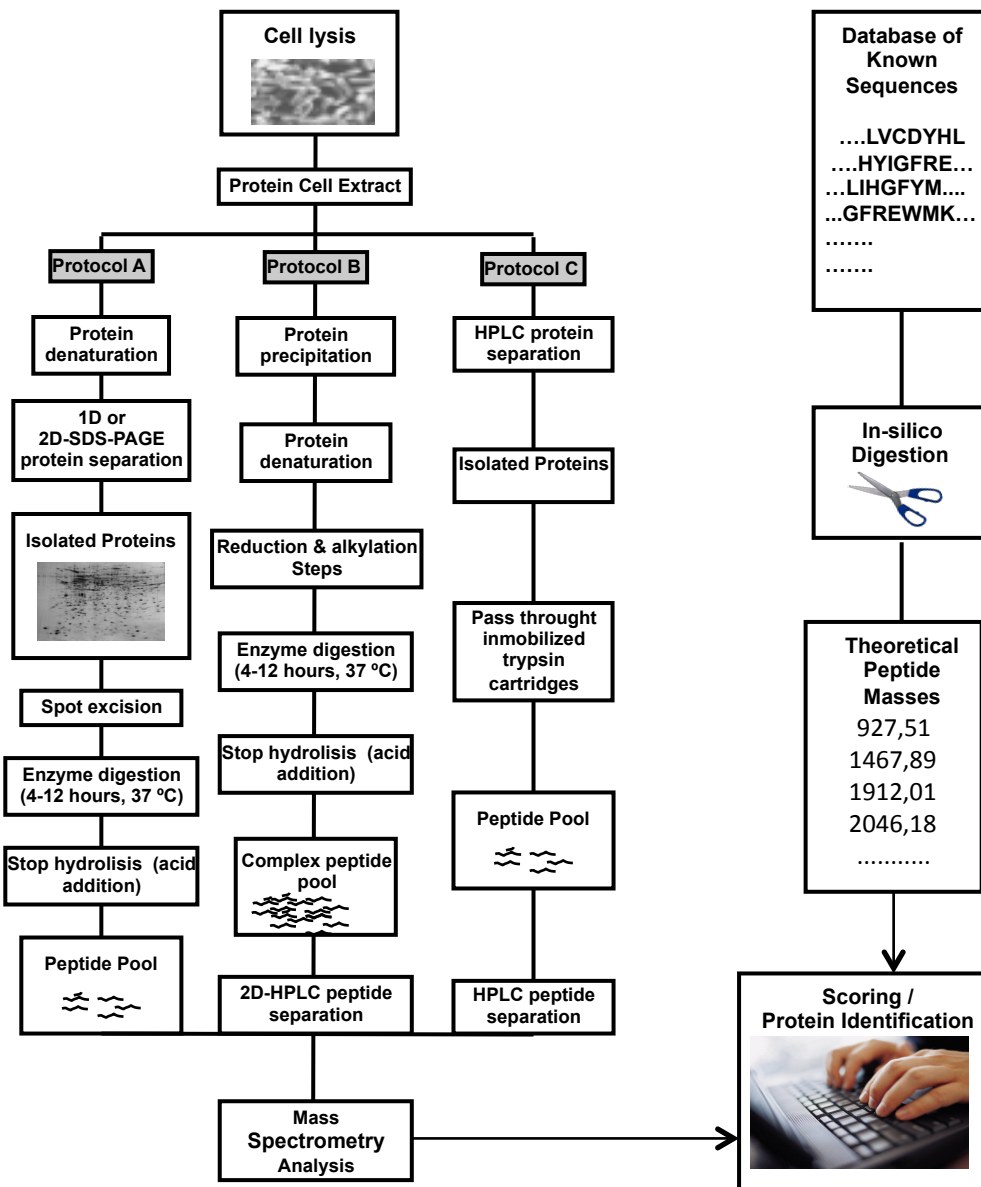 Cell lysis
Protein Cell Extract
Protocol A
Protein
denaturation
1D or
2D-SDS-PAGE
protein separation
Isolated Proteins
Spot excision
Enzyme digestion
(4-12 hours, 37 ºC)
Stop hydrolisis (acid
addition)
Peptide Pool
Protocol B
Protein
precipitation
Protein
denaturation
Reduction & alkylation
Steps
Enzyme digestion
(4-12 hours, 37 ºC)
Stop hydrolisis (acid
addition)
Complex peptide
pool
2D-HPLC peptide
separation
Protocol C
HPLC protein
separation
Isolated Proteins
Pass throught
inmobilized
trypsin
cartridges
Peptide Pool
HPLC peptide
separation
Mass
Spectrometry
Analysis
Database of
Known
Sequences
....LVCDYHL
....HYIGFRE...
...LIHGFYM....
...GFREWMK...
.......
.......
In-silico
Digestion
Theoretical
Peptide
Masses
927,51
1467,89
1912,01
2046,18
...........
Scoring /
Protein Identification